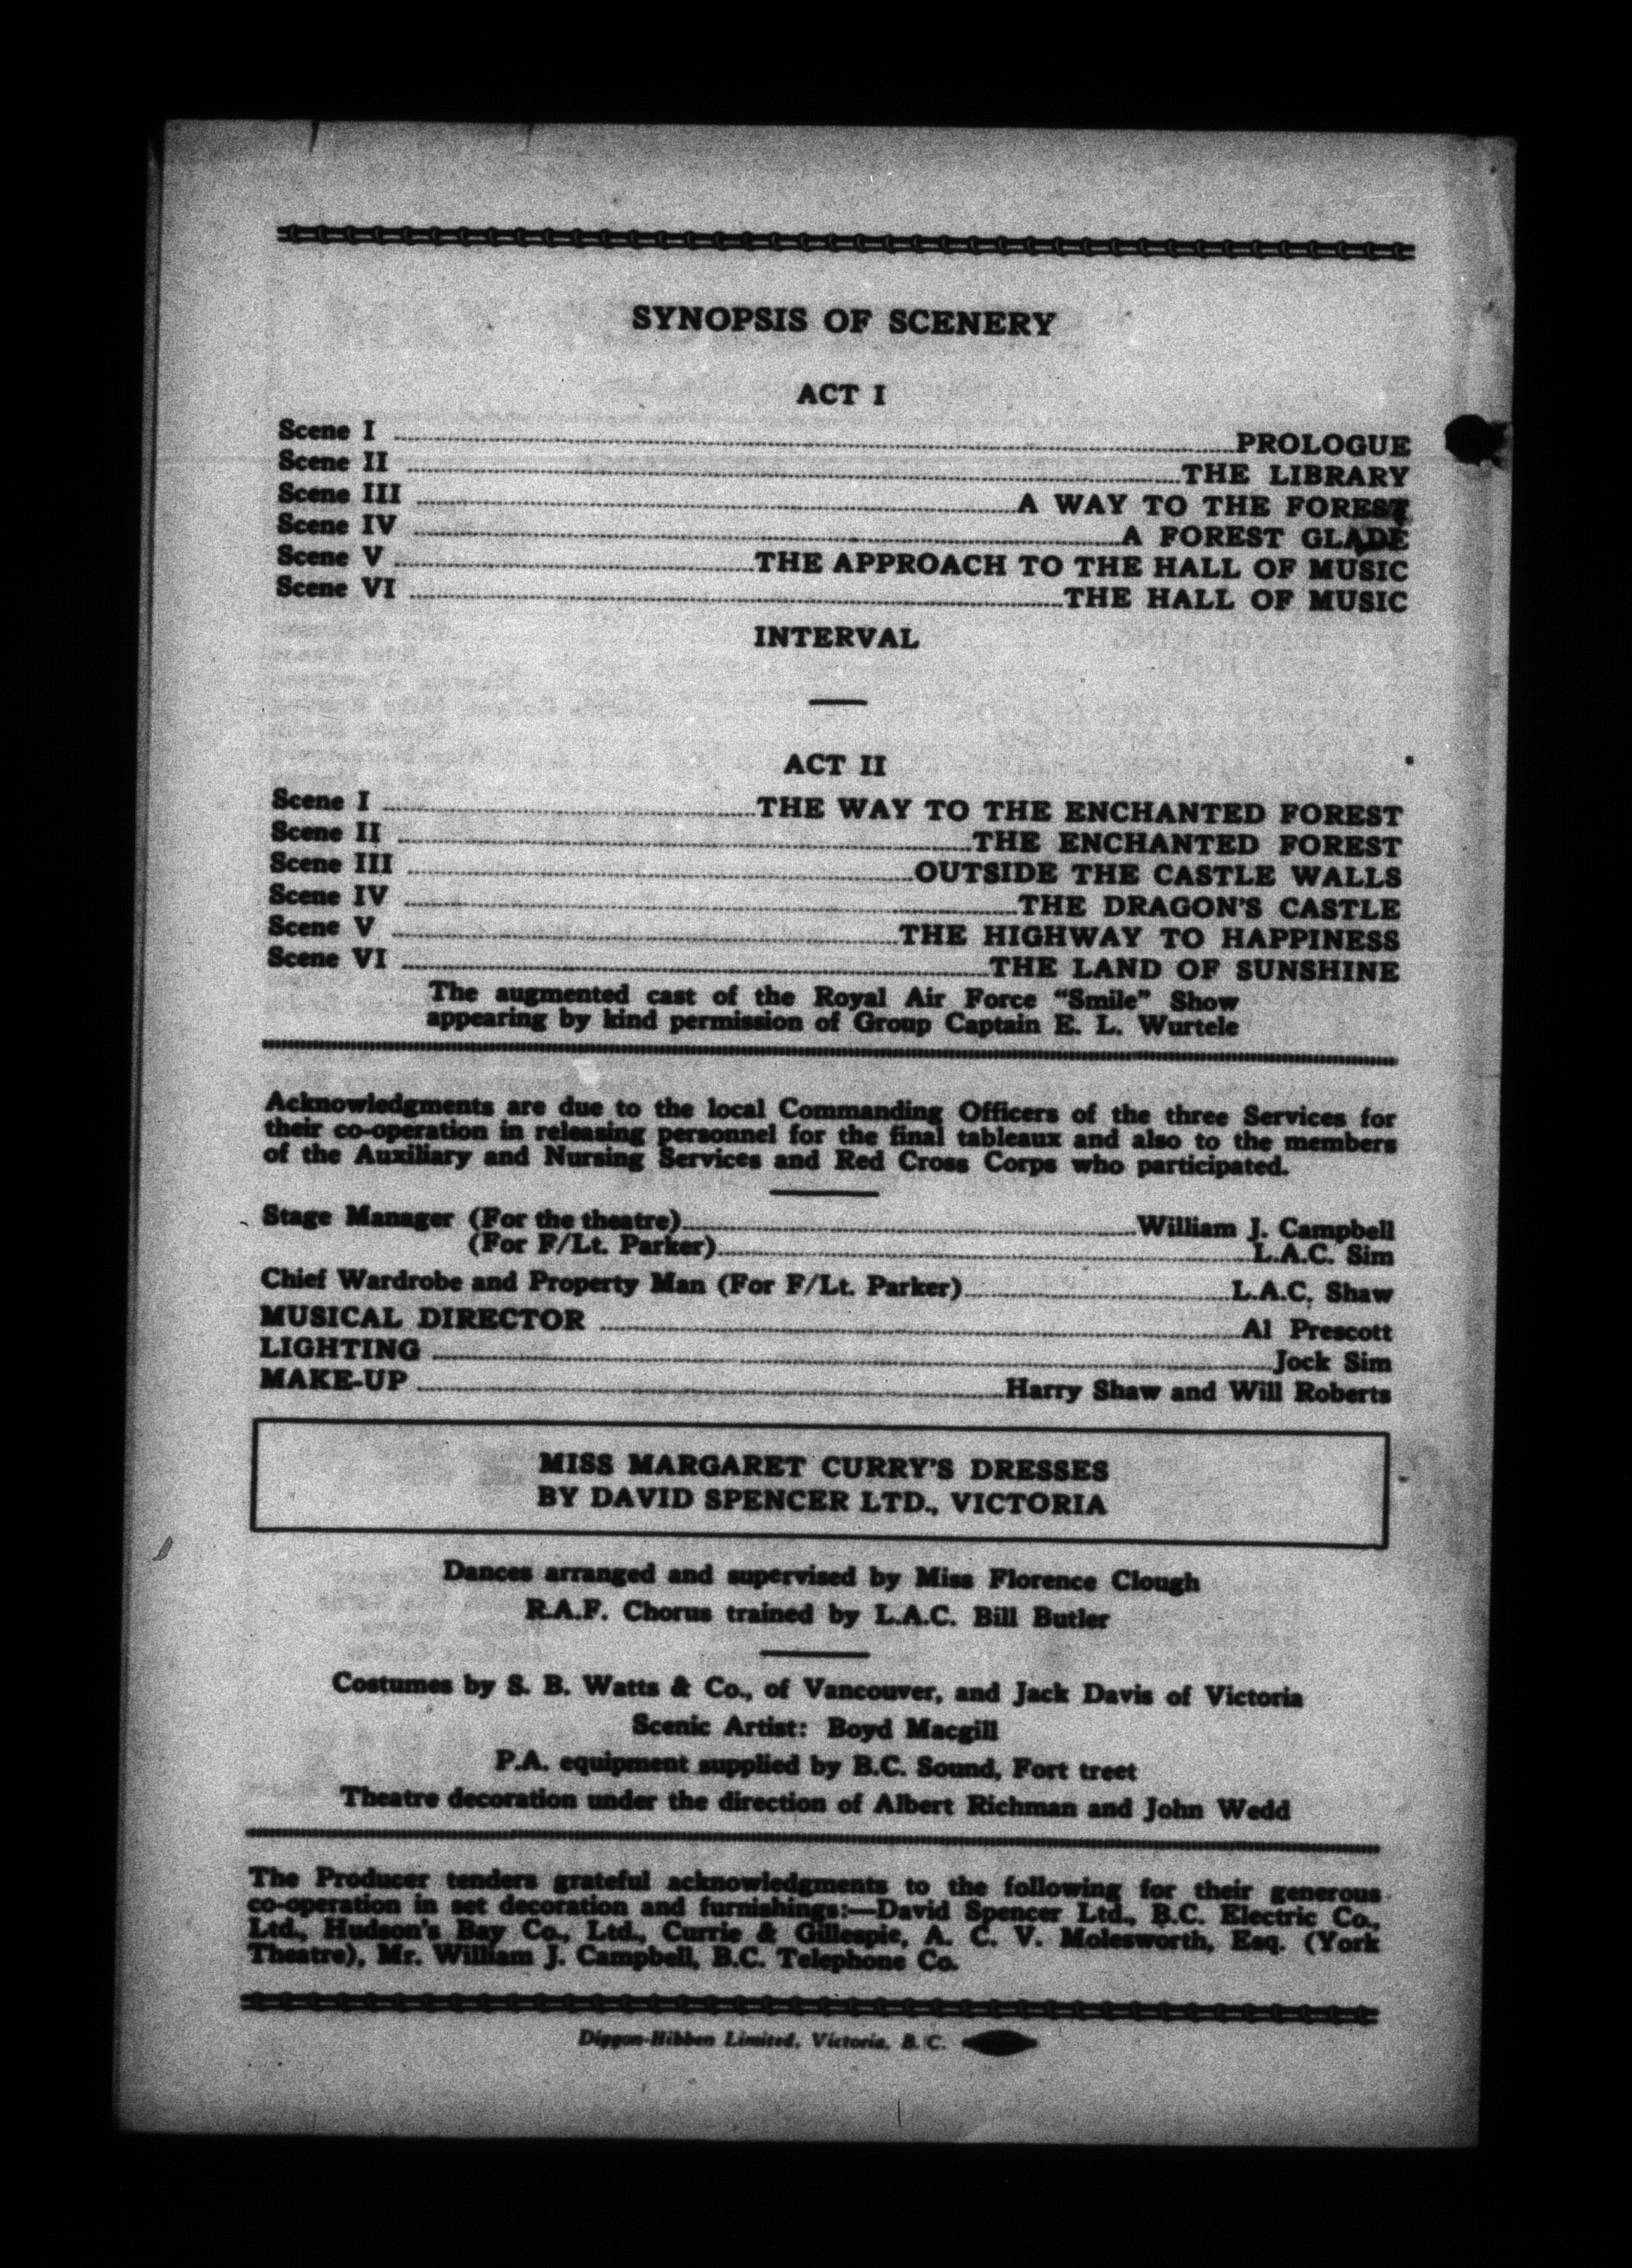 SYNOPSIS OF SCENERY
ACT I
Scene I ........ PROLOGUE
Scene II ........ THE LIBRARY
Scene III ........ A WAY TO THE FOREST
Scene IV ........ A FOREST GLADE
Scene V ........ THE APPROACH TO THE HALL OF MUSIC
Scene VI ........ THE HALL OF MUSIC
INTERVAL
ACT II
Scene I ........ THE WAY TO THE ENCHANTED FOREST
Scene II ........ THE ENCHANTED FOREST
Scene III ........ OUTSIDE THE CASTLE WALLS
Scene IV ........ THE DRAGON'S CASTLE
Scene V ........ THE HIGHWAY TO HAPPINESS
Scene VI ........ THE LAND OF SUNSHINE
The augmented cast of the Royal Air Force "Smile" Show
appearing by kind permission of Group Captain E. L. Wurtele
Acknowledgments are due to the local Commanding Officers of the three Services for
their co-operation in releasing personnel for the final tableaux and also to the members
of the Auxiliary and Nursing Services and Red Cross Corps who participated.
Stage Manager (For the theatre) ........ William J. Campbell
(For F/Lt. Parker) ........ L.A.C. Sim
Chief Wardrobe and Property Man (For F/Lt. Parker) ........ L.A.C. Shaw
MUSICAL DIRECTOR ........ Al Prescott
LIGHTING ........ Jock Sim
MAKE-UP ........ Harry Shaw and Will Roberts
MISS MARGARET CURRY'S DRESSES
BY DAVID SPENCER LTD., VICTORIA
Dances arranged and supervised by Miss Florence Clough
R.A.F. Chorus trained by L.A.C. Bill Butler
Costumes by S. B. Watts & Co., of Vancouver, and Jack Davis of Victoria
Scenic Artist: Boyd Macgill
P.A. equipment supplied by B.C. Sound, Fort treet
Theatre decoration under the direction of Albert Richman and John Wedd
The Producer tenders grateful acknowledgments to the following for their generous
co-operation in set decoration and furnishings:—David Spencer Ltd., B.C. Electric Co.,
Ltd., Hudson's Bay Co., Ltd., Currie & Gillespie, A. C. V. Molesworth, Esq. (York
Theatre), Mr. William J. Campbell, B.C. Telephone Co.
Diggon-Hibben Limited, Victoria, B. C.